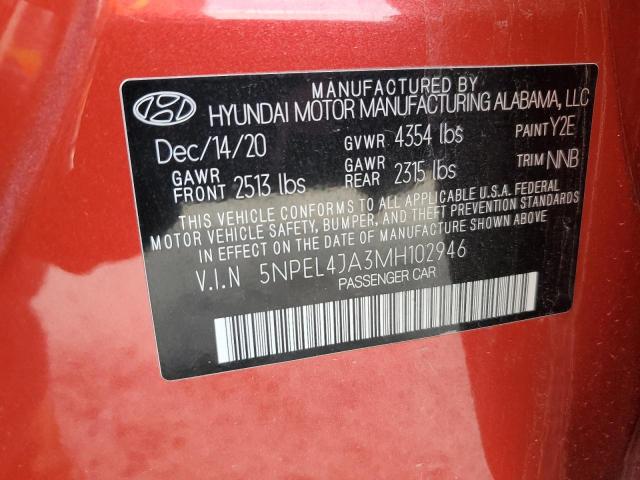 MANUFACTURED BY
HYUNDAI MOTOR MANUFACTURING ALABAMA, LLC
Dec/14/20 GVWR 4354 lbs PAINT Y2E
GAWR FRONT 2513 lbs GAWR REAR 2315 lbs TRIM NNB
THIS VEHICLE CONFORMS TO ALL APPLICABLE U.S.A. FEDERAL
MOTOR VEHICLE SAFETY, BUMPER, AND THEFT PREVENTION STANDARDS
IN EFFECT ON THE DATE OF MANUFACTURE SHOWN ABOVE
V.I.N 5NPEL4JA3MH102946
PASSENGER CAR